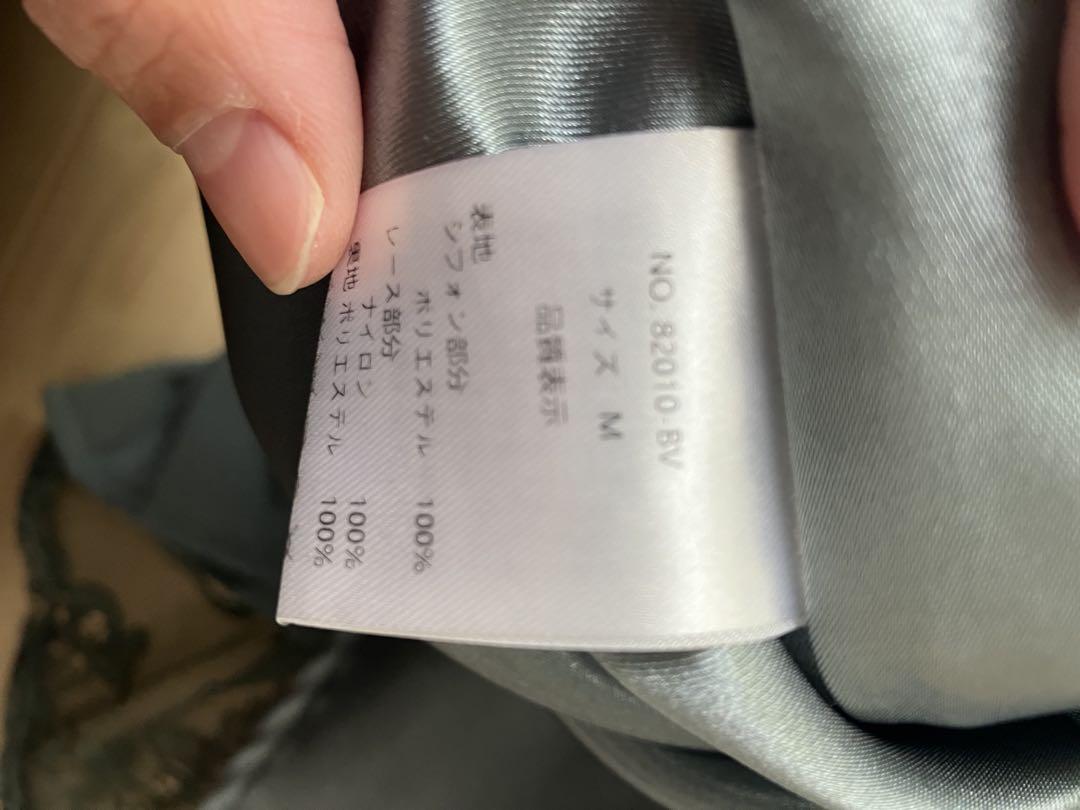 NO. 82010-BV
サイズ M
品質表示
表地
シフォン部分
ポリエステル 100%
レース部分
ナイロン 100%
裏地 ポリエステル 100%